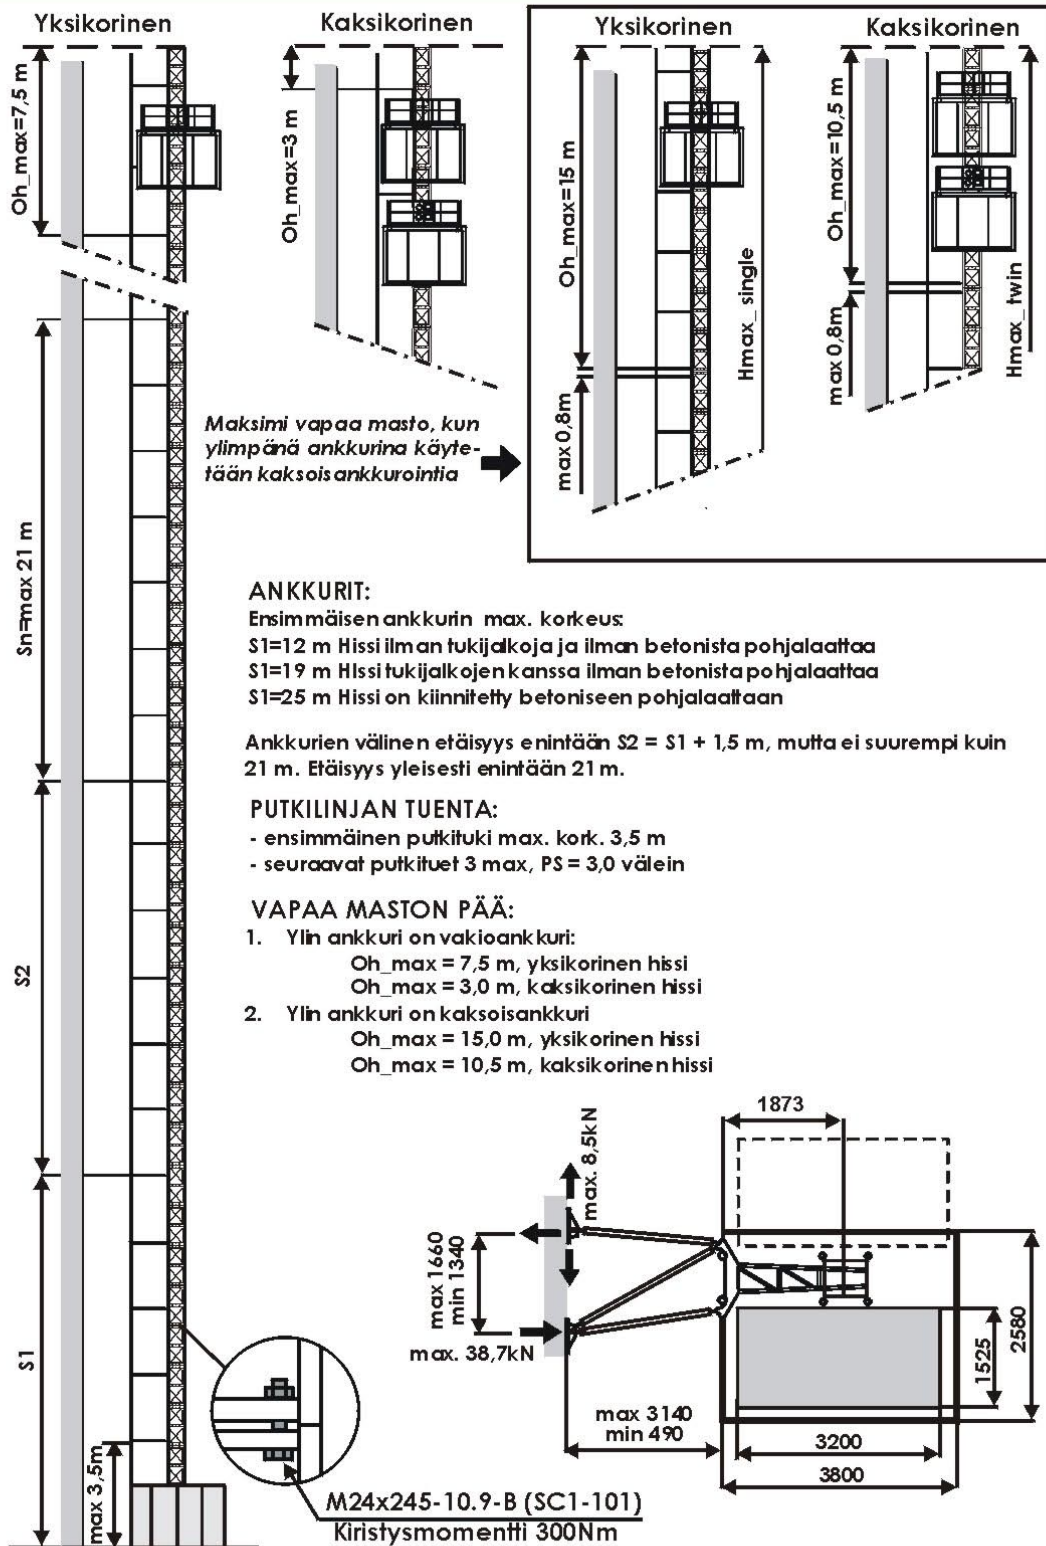 Yksikorinen
Kaksikorinen
Yksikorinen
Kaksikorinen
Oh_max=7,5 m
Oh_max=3 m
Oh_max=15 m
Hmax_single
Oh_max=10,5 m
Hmax_twin
max 0,8m
max 0,8m
Maksimi vapaa masto, kun
ylimpänä ankkurina käyte-
tään kaksoisankkurointia
Sn=max 21 m
ANKKURIT:
Ensimmäisen ankkurin max. korkeus:
S1=12 m Hissi ilman tukijalkoja ja ilman betonista pohjalaattaa
S1=19 m Hissi tukijalkojen kanssa ilman betonista pohjalaattaa
S1=25 m Hissi on kiinnitetty betoniseen pohjalaattaan
Ankkurien välinen etäisyys enintään S2 = S1 + 1,5 m, mutta ei suurempi kuin
21 m. Etäisyys yleisesti enintään 21 m.
PUTKILINJAN TUENTA:
- ensimmäinen putkituki max. kork. 3,5 m
- seuraavat putkituet 3 max, PS = 3,0 välein
VAPAA MASTON PÄÄ:
1. Ylin ankkuri on vakioankkuri:
Oh_max = 7,5 m, yksikorinen hissi
Oh_max = 3,0 m, kaksikorinen hissi
2. Ylin ankkuri on kaksoisankkuri
Oh_max = 15,0 m, yksikorinen hissi
Oh_max = 10,5 m, kaksikorinen hissi
S2
S1
max 3,5m
1873
max. 8,5kN
max 1660
min 1340
max. 38,7kN
max 3140
min 490
1525
2580
3200
3800
M24x245-10.9-B (SC1-101)
Kiristysmomentti 300Nm